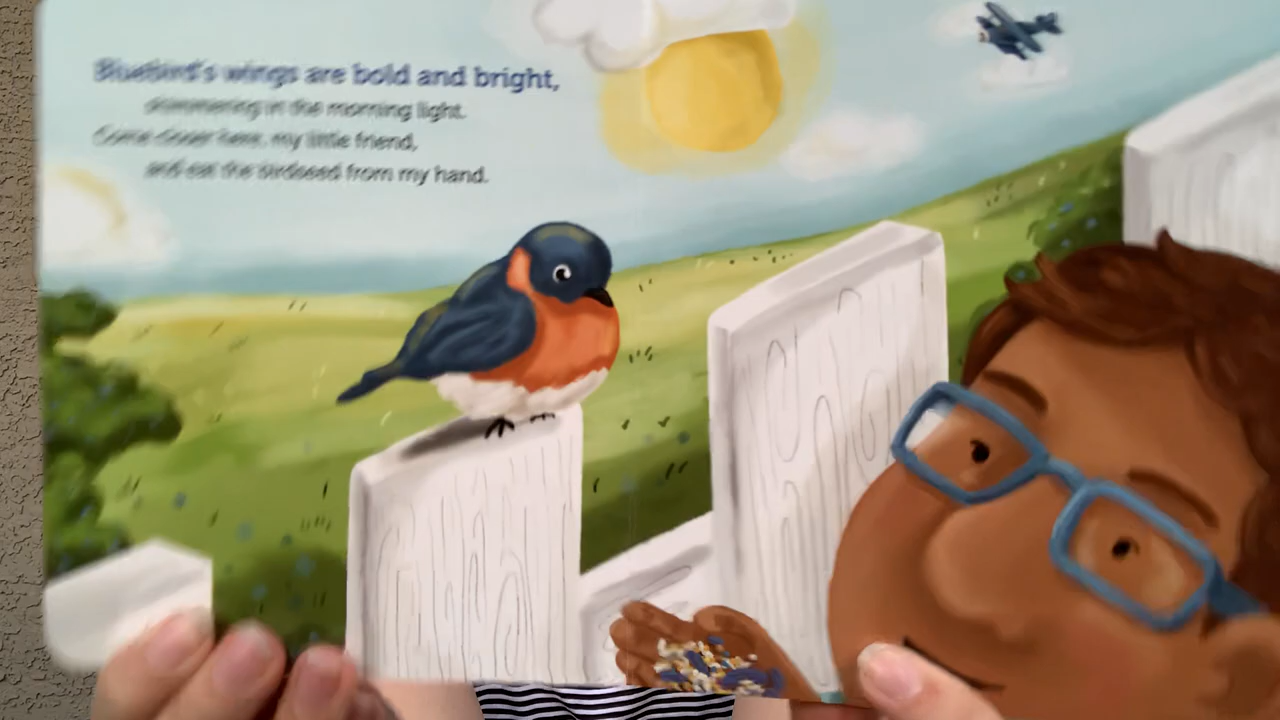 Bluebird's wings are bold and bright,
shimmering in the morning light.
Come closer here, my little friend,
and eat the birdseed from my hand.